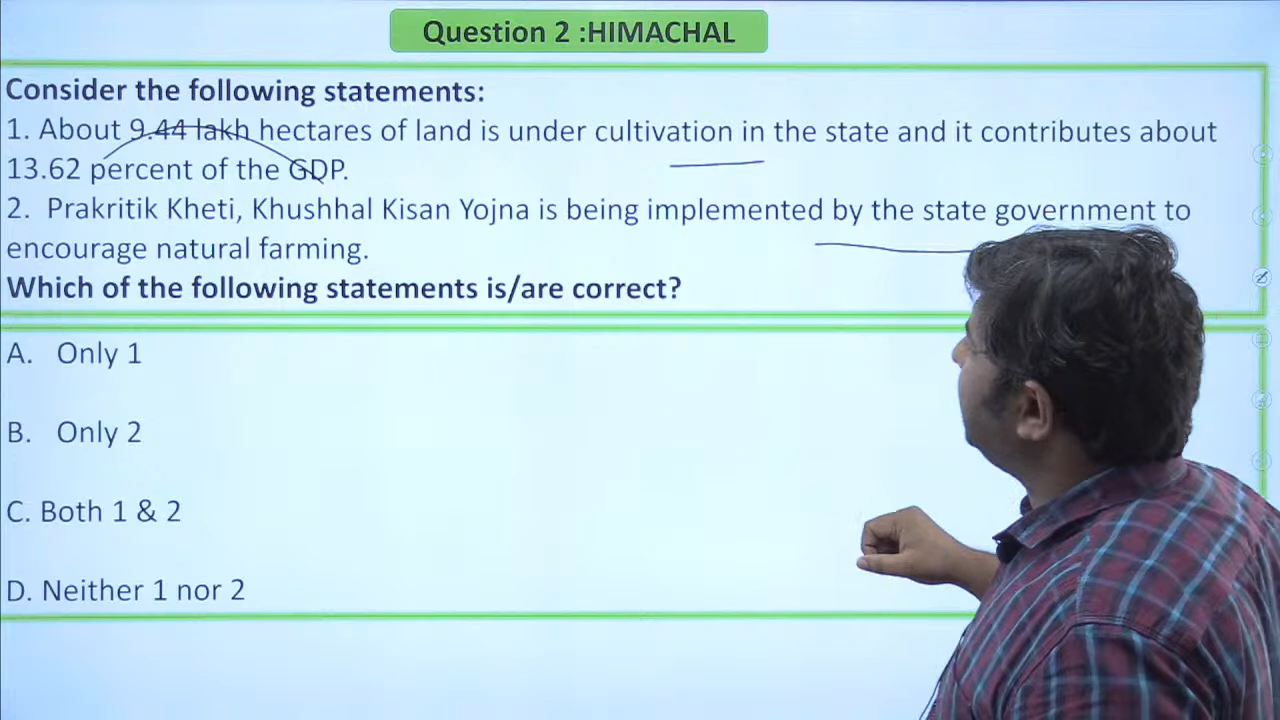 Question 2 :HIMACHAL
Consider the following statements:
1. About 9.44 lakh hectares of land is under cultivation in the state and it contributes about
13.62 percent of the GDP.
2. Prakritik Kheti, Khushhal Kisan Yojna is being implemented by the state government to
encourage natural farming.
Which of the following statements is/are correct?
A. Only 1
B. Only 2
C. Both 1 & 2
D. Neither 1 nor 2